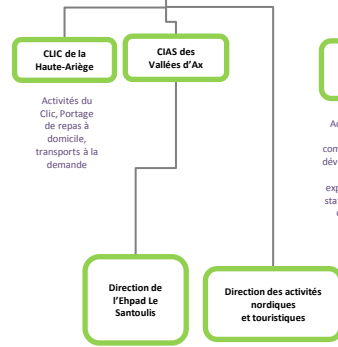 CLIC de la
Haute-Ariège
CIAS des
Vallées d'Ax
Activités du
Clic, Portage
de repas à
domicile,
transports à la
demande
Direction de
l'Ehpad Le
Santoulis
Direction des activités
nordiques
et touristiques